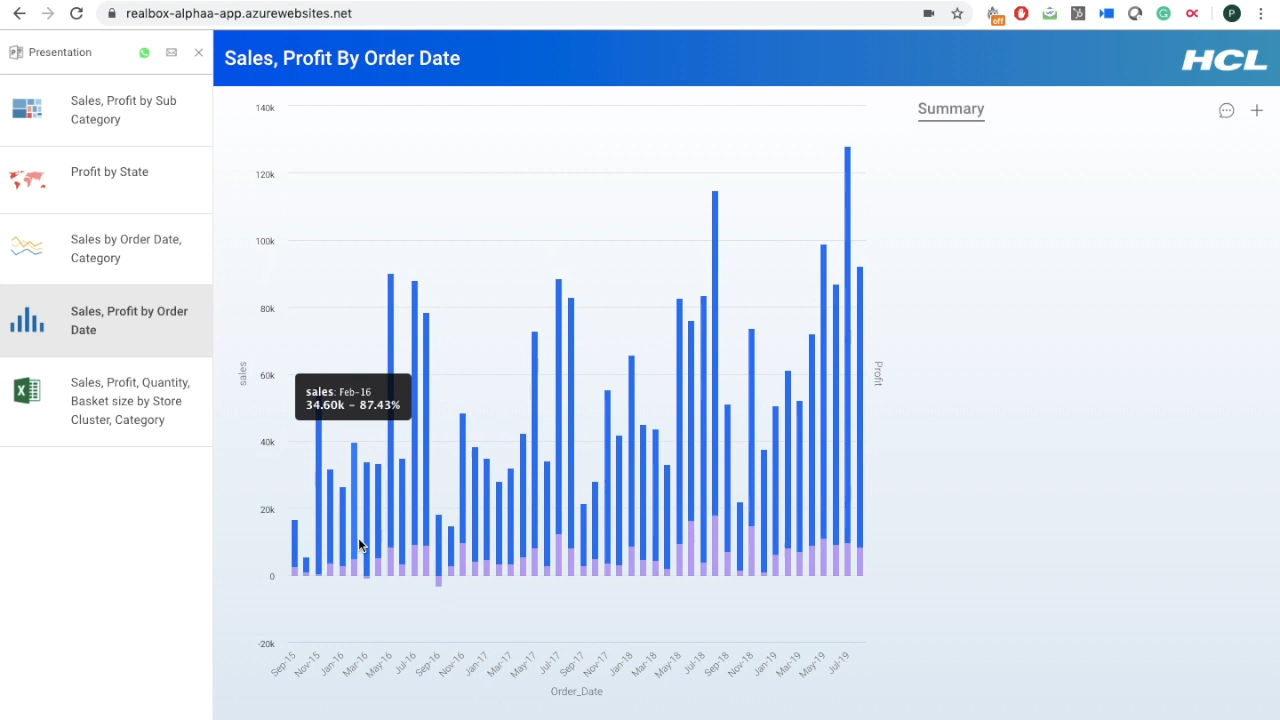 realbox-alphaa-app.azurewebsites.net
off
P
Presentation
Sales, Profit By Order Date
HCL
Sales, Profit by Sub
Category
Profit by State
Sales by Order Date,
Category
Sales, Profit by Order
Date
X
Sales, Profit, Quantity,
Basket size by Store
Cluster, Category
Summary
140k
120k
100k
80k
60k
40k
20k
0
-20k
sales
Profit
sales: Feb-16
34.60k – 87.43%
Sep-15
Nov-15
Jan-16
Mar-16
May-16
Jul-16
Sep-16
Nov-16
Jan-17
Mar-17
May-17
Jul-17
Sep-17
Nov-17
Jan-18
Mar-18
May-18
Jul-18
Sep-18
Nov-18
Jan-19
Mar-19
May-19
Jul-19
Order_Date